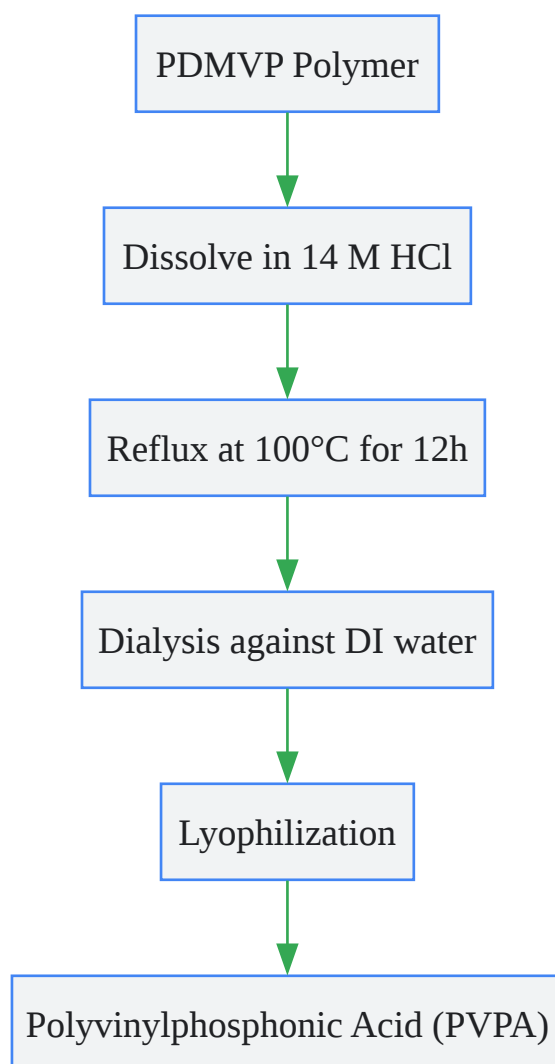 PDMVP Polymer
Dissolve in 14 M HCl
Reflux at 100°C for 12h
Dialysis against DI water
Lyophilization
Polyvinylphosphonic Acid (PVPA)